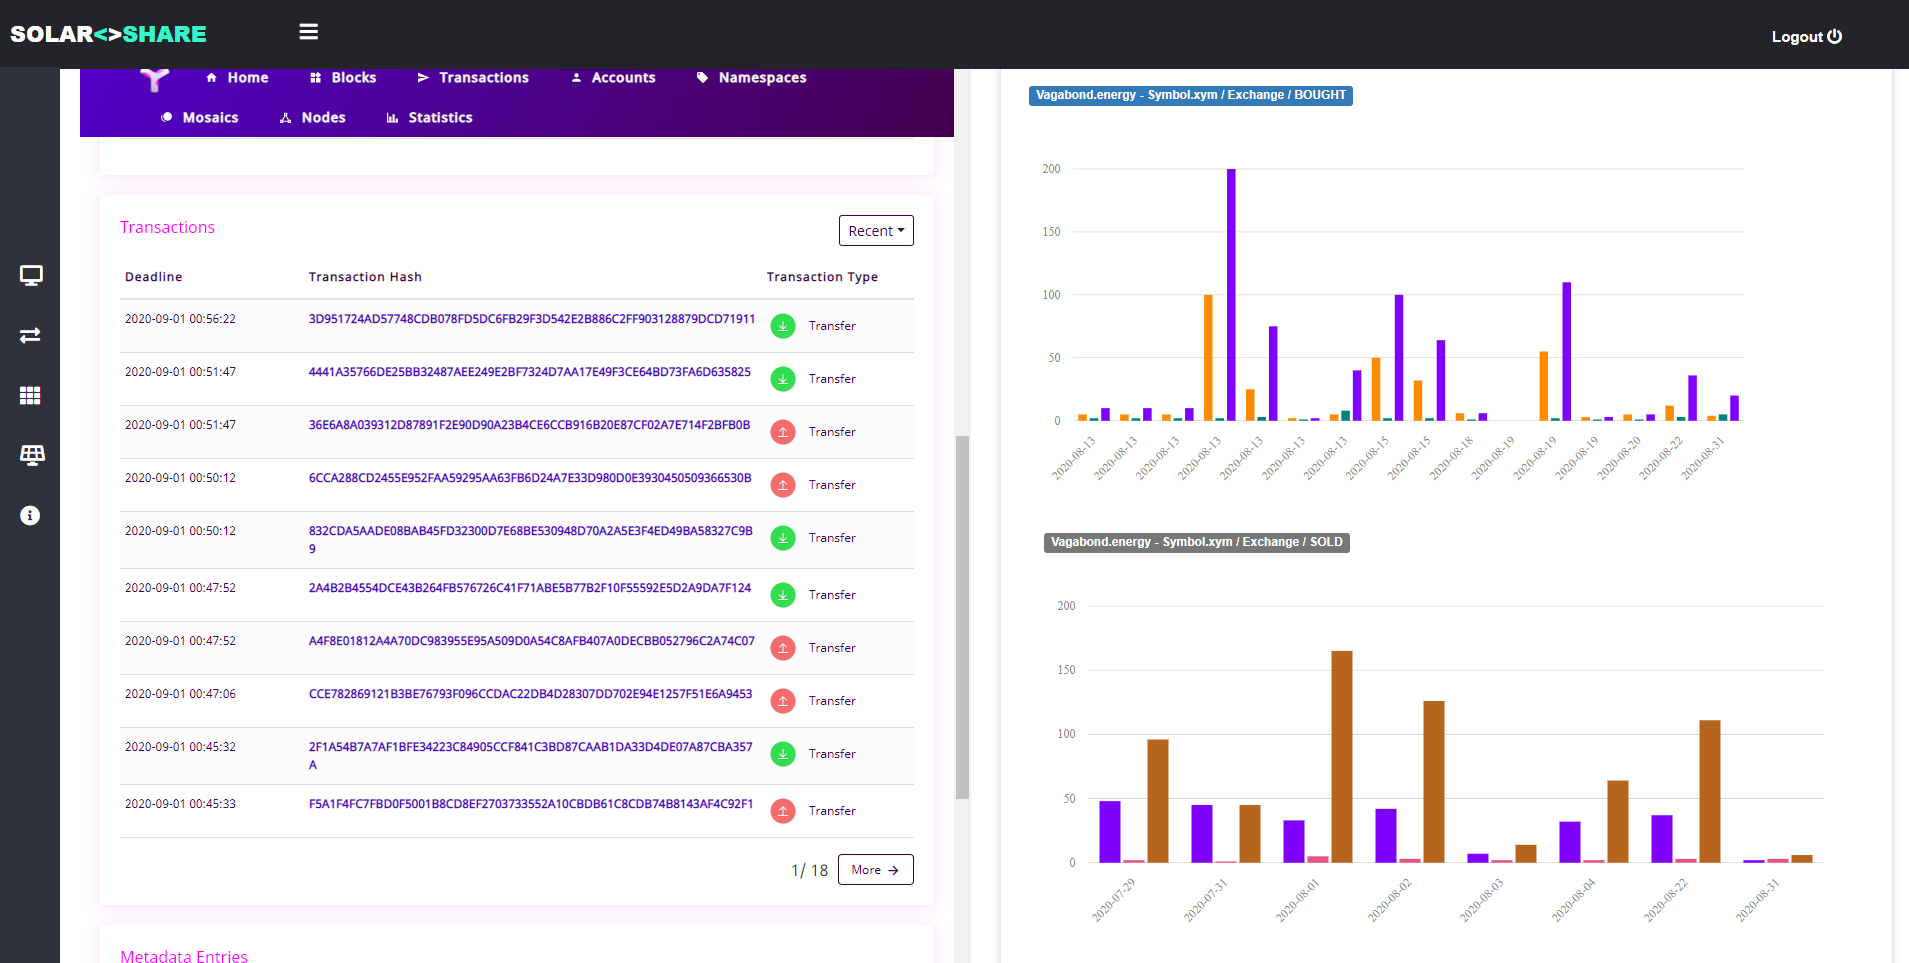 SOLAR<>SHARE
Logout
Home Blocks Transactions Accounts Namespaces
Mosaics Nodes Statistics
Transactions
Recent
Deadline Transaction Hash Transaction Type
2020-09-01 00:56:22 3D951724AD57748CDB078FD5DC6FB29F3D542E2B886C2FF903128879DCD71911 Transfer
2020-09-01 00:51:47 4441A35766DE25BB32487AEE249E2BF7324D7AA17E49F3CE64BD73FA6D635825 Transfer
2020-09-01 00:51:47 36E6A8A039312D87891F2E90D90A23B4CE6CCB916B20E87CF02A7E714F2BFB0B Transfer
2020-09-01 00:50:12 6CCA288CD2455E952FAA59295AA63FB6D24A7E33D980D0E3930450509366530B Transfer
2020-09-01 00:50:12 832CDA5AADE08BAB45FD32300D7E68BE530948D70A2A5E3F4ED49BA58327C9B Transfer
9
2020-09-01 00:47:52 2A4B2B4554DCE43B264FB576726C41F71ABE5B77B2F10F55592E5D2A9DA7F124 Transfer
2020-09-01 00:47:52 A4F8E01812A4A70DC983955E95A509D0A54C8AFB407A0DECBB052796C2A74C07 Transfer
2020-09-01 00:47:06 CCE782869121B3BE76793F096CCDAC22DB4D28307DD702E94E1257F51E6A9453 Transfer
2020-09-01 00:45:32 2F1A54B7A7AF1BFE34223C84905CCF841C3BD87CAAB1DA33D4DE07A87CBA357 Transfer
A
2020-09-01 00:45:33 F5A1F4FC7FBD0F5001B8CD8EF2703733552A10CBDB61C8CDB74B8143AF4C92F1 Transfer
1/ 18 More
Metadata Entries
Vagabond.energy - Symbol.xym / Exchange / BOUGHT
200
150
100
50
0
2020-08-13 2020-08-13 2020-08-13 2020-08-13 2020-08-13 2020-08-13 2020-08-13 2020-08-15 2020-08-15 2020-08-18 2020-08-19 2020-08-19 2020-08-19 2020-08-20 2020-08-22 2020-08-31
Vagabond.energy - Symbol.xym / Exchange / SOLD
200
150
100
50
0
2020-07-29 2020-07-31 2020-08-01 2020-08-02 2020-08-03 2020-08-04 2020-08-22 2020-08-31